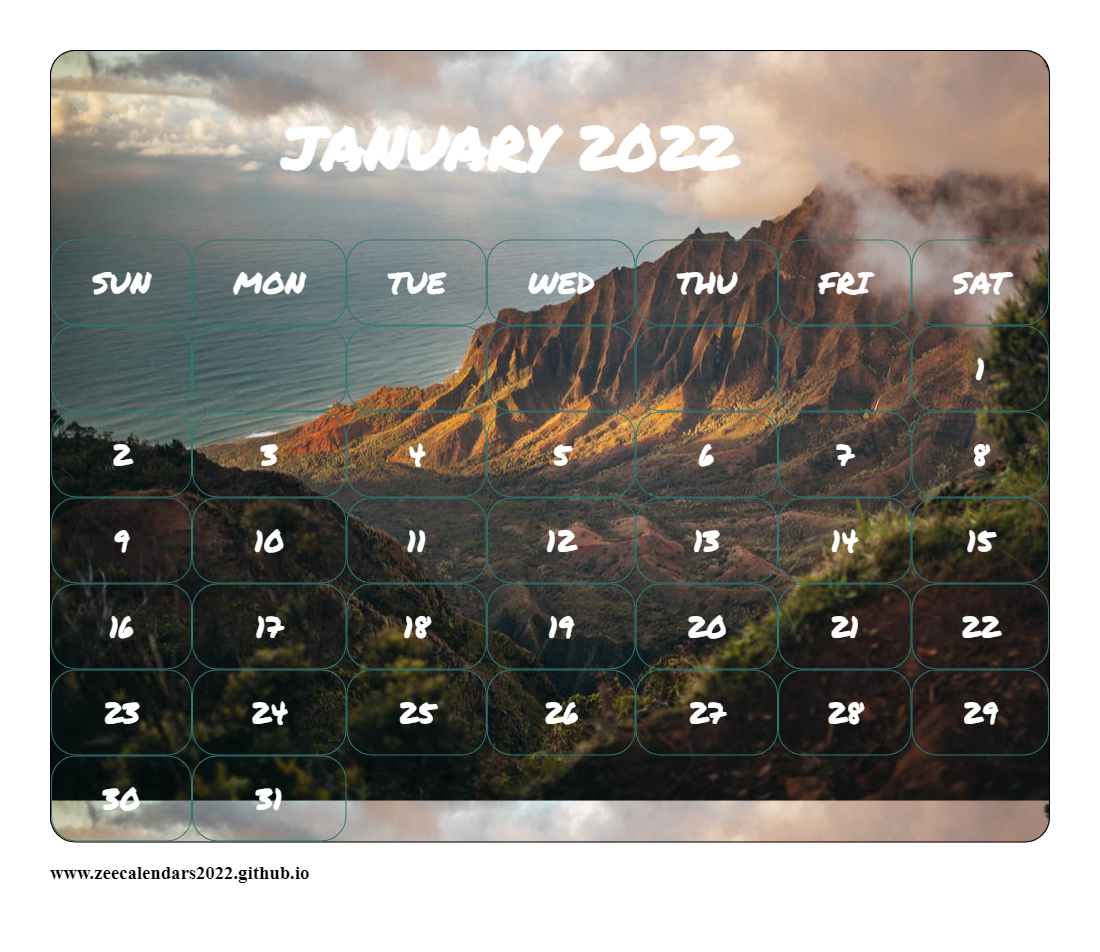 JANUARY 2022
SUN MON TUE WED THU FRI SAT
1
2 3 4 5 6 7 8
9 10 11 12 13 14 15
16 17 18 19 20 21 22
23 24 25 26 27 28 29
30 31
www.zeecalendars2022.github.io